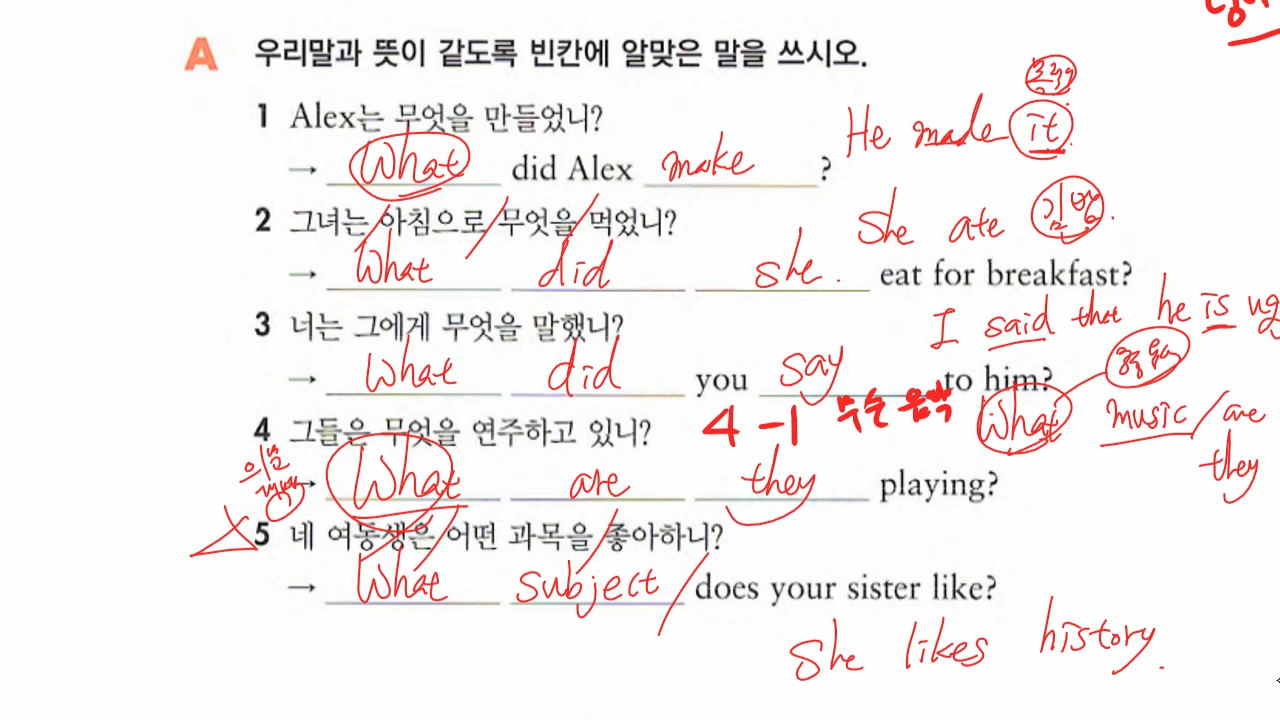 A 우리말과 뜻이 같도록 빈칸에 알맞은 말을 쓰시오.
1 Alex는 무엇을 만들었니?
He made it
→ What did Alex make ?
2 그녀는 아침으로 무엇을 먹었니?
She ate 김밥.
→ What did she. eat for breakfast?
3 너는 그에게 무엇을 말했니?
I said that he is ug
→ What did you say to him?
4 그들은 무엇을 연주하고 있니?
4-1 무슨 음악 What music / are they
→ What are they playing?
5 네 여동생은 어떤 과목을 좋아하니?
→ What subject does your sister like?
She likes history.